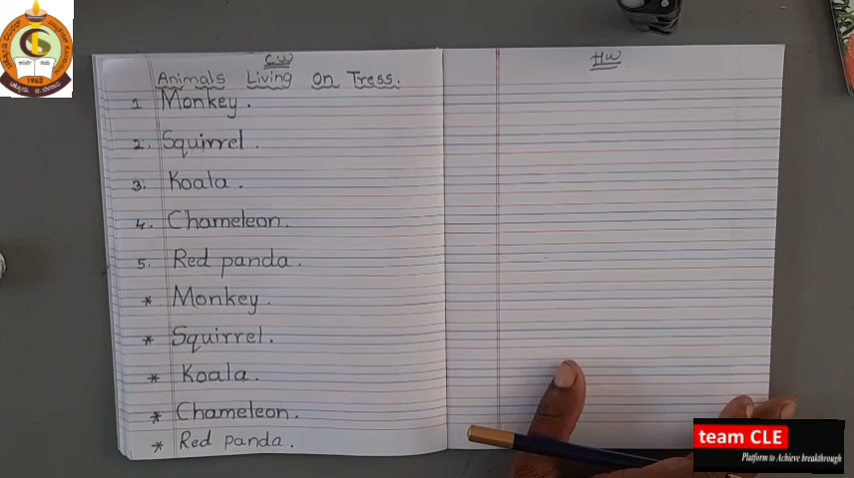 CW
Animals Living On Tress.
1. Monkey.
2. Squirrel.
3. Koala.
4. Chameleon.
5. Red panda.
* Monkey.
* Squirrel.
* Koala.
* Chameleon.
* Red panda.
HW
1962
team CLE
Platform to Achieve breakthrough